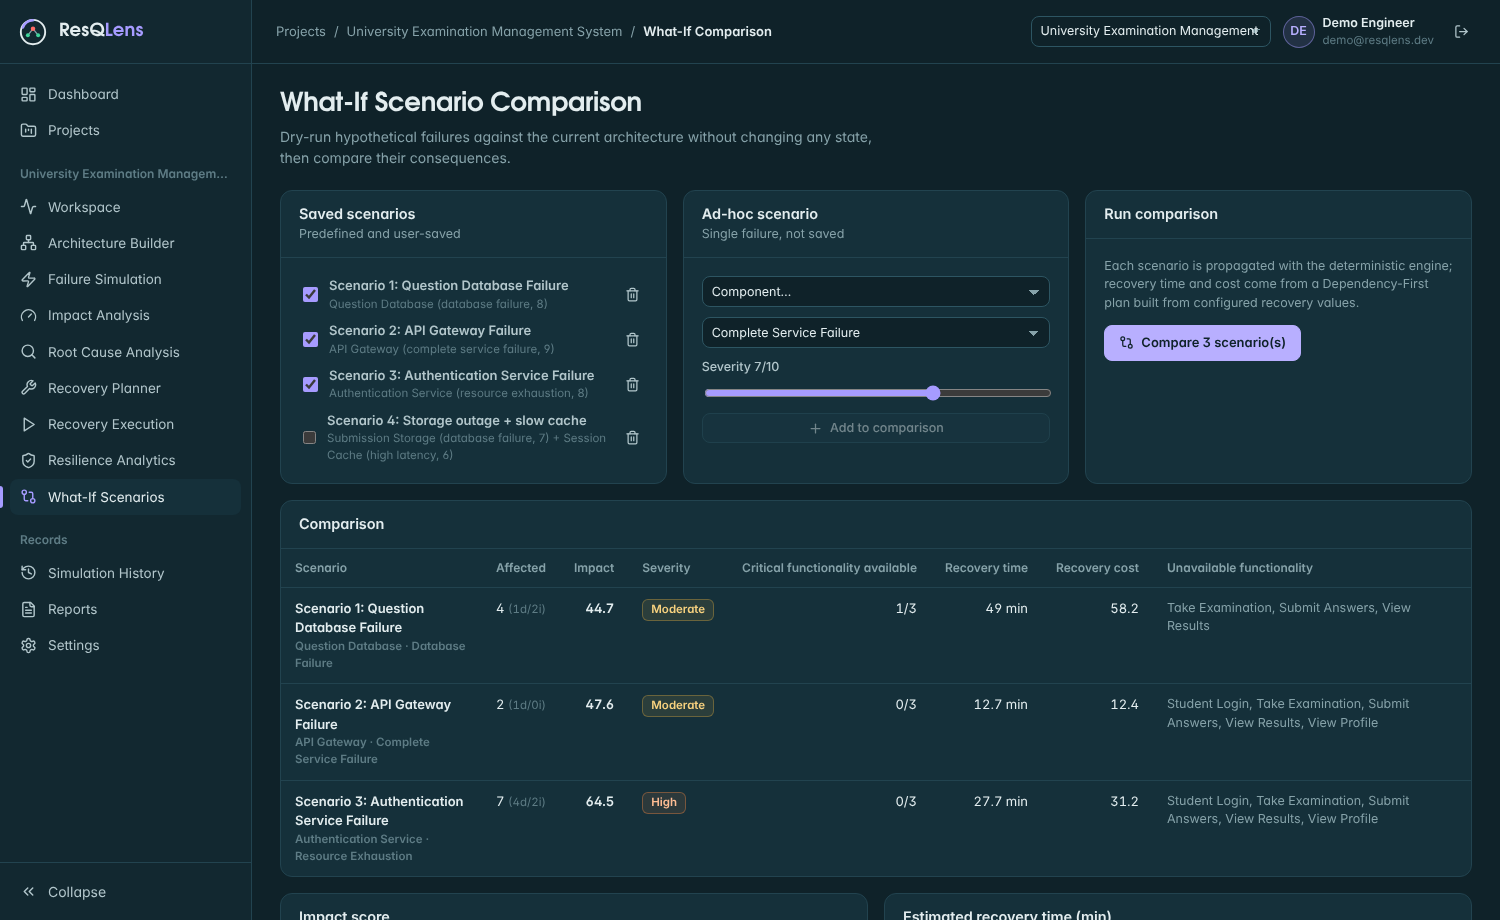 ResQLens
Projects / University Examination Management System / What-If Comparison
University Examination Management
DE
Demo Engineer
demo@resqlens.dev
Dashboard
Projects
University Examination Managem...
Workspace
Architecture Builder
Failure Simulation
Impact Analysis
Root Cause Analysis
Recovery Planner
Recovery Execution
Resilience Analytics
What-If Scenarios
Records
Simulation History
Reports
Settings
Collapse
What-If Scenario Comparison
Dry-run hypothetical failures against the current architecture without changing any state,
then compare their consequences.
Saved scenarios
Predefined and user-saved
Scenario 1: Question Database Failure
Question Database (database failure, 8)
Scenario 2: API Gateway Failure
API Gateway (complete service failure, 9)
Scenario 3: Authentication Service Failure
Authentication Service (resource exhaustion, 8)
Scenario 4: Storage outage + slow cache
Submission Storage (database failure, 7) + Session
Cache (high latency, 6)
Ad-hoc scenario
Single failure, not saved
Component...
Complete Service Failure
Severity 7/10
+ Add to comparison
Run comparison
Each scenario is propagated with the deterministic engine;
recovery time and cost come from a Dependency-First
plan built from configured recovery values.
Compare 3 scenario(s)
Comparison
Scenario Affected Impact Severity Critical functionality available Recovery time Recovery cost Unavailable functionality
Scenario 1: Question 4 (1d/2i) 44.7 Moderate 1/3 49 min 58.2 Take Examination, Submit Answers, View
Database Failure Results
Question Database · Database
Failure
Scenario 2: API Gateway 2 (1d/0i) 47.6 Moderate 0/3 12.7 min 12.4 Student Login, Take Examination, Submit
Failure Answers, View Results, View Profile
API Gateway · Complete
Service Failure
Scenario 3: Authentication 7 (4d/2i) 64.5 High 0/3 27.7 min 31.2 Student Login, Take Examination, Submit
Service Failure Answers, View Results, View Profile
Authentication Service ·
Resource Exhaustion
Impact score
Estimated recovery time (min)